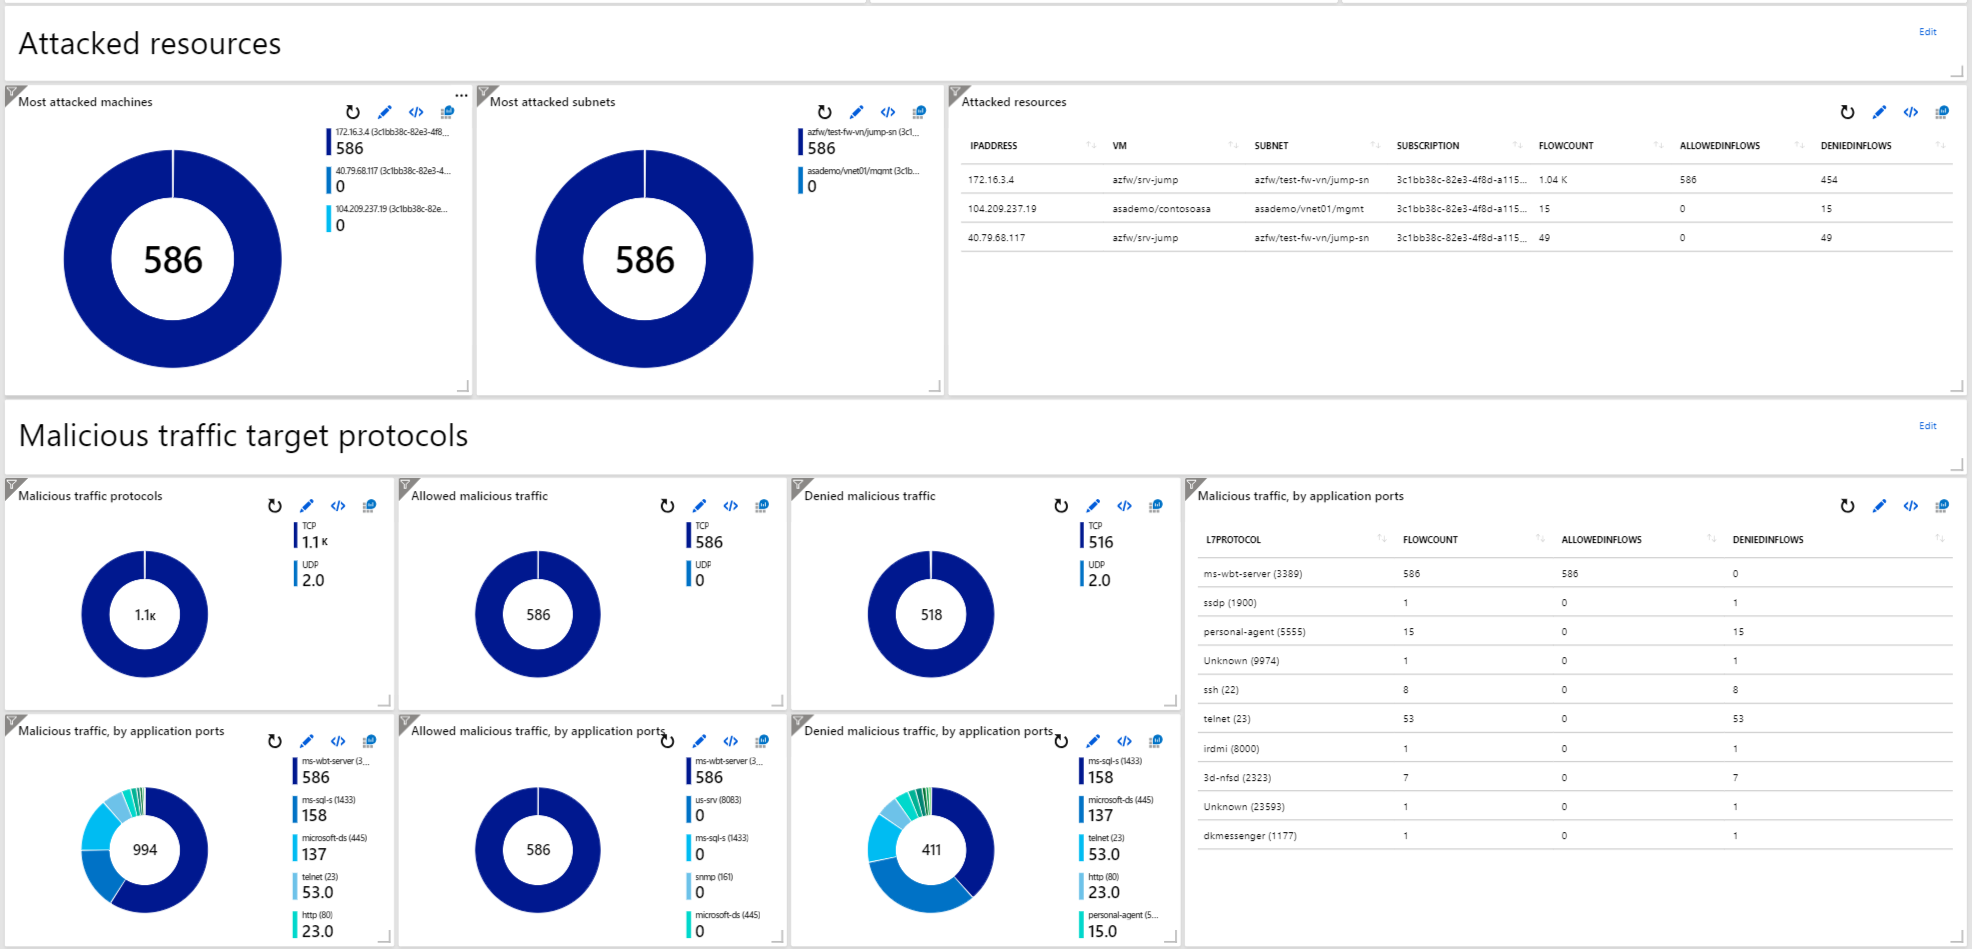 Attacked resources
Edit
Most attacked machines
172.16.3.4 (3c1bb38c-82e3-4f8...
586
40.79.68.117 (3c1bb38c-82e3-4...
0
104.209.237.19 (3c1bb38c-82e...
0
586
Most attacked subnets
azfw/test-fw-vn/jump-sn (3c1...
586
asademo/vnet01/mgmt (3c1b...
0
586
Attacked resources
IPADDRESS VM SUBNET SUBSCRIPTION FLOWCOUNT ALLOWEDINFLOWS DENIEDINFLOWS
172.16.3.4 azfw/srv-jump azfw/test-fw-vn/jump-sn 3c1bb38c-82e3-4f8d-a115... 1.04 K 586 454
104.209.237.19 asademo/contosoasa asademo/vnet01/mgmt 3c1bb38c-82e3-4f8d-a115... 15 0 15
40.79.68.117 azfw/srv-jump azfw/test-fw-vn/jump-sn 3c1bb38c-82e3-4f8d-a115... 49 0 49
Malicious traffic target protocols
Edit
Malicious traffic protocols
TCP
1.1 K
UDP
2.0
1.1K
Allowed malicious traffic
TCP
586
UDP
0
586
Denied malicious traffic
TCP
516
UDP
2.0
518
Malicious traffic, by application ports
L7PROTOCOL FLOWCOUNT ALLOWEDINFLOWS DENIEDINFLOWS
ms-wbt-server (3389) 586 586 0
ssdp (1900) 1 0 1
personal-agent (5555) 15 0 15
Unknown (9974) 1 0 1
ssh (22) 8 0 8
telnet (23) 53 0 53
irdmi (8000) 1 0 1
3d-nfsd (2323) 7 0 7
Unknown (23593) 1 0 1
dkmessenger (1177) 1 0 1
Malicious traffic, by application ports
ms-wbt-server (3...
586
ms-sql-s (1433)
158
microsoft-ds (445)
137
telnet (23)
53.0
http (80)
23.0
994
Allowed malicious traffic, by application ports
ms-wbt-server (3...
586
us-srv (8083)
0
ms-sql-s (1433)
0
snmp (161)
0
microsoft-ds (445)
0
586
Denied malicious traffic, by application ports
ms-sql-s (1433)
158
microsoft-ds (445)
137
telnet (23)
53.0
http (80)
23.0
personal-agent (5...
15.0
411